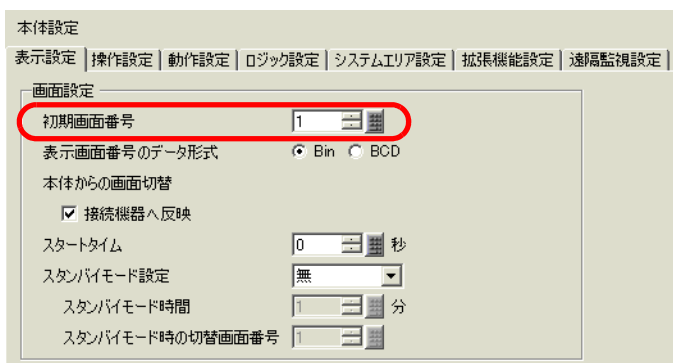 本体設定
表示設定 操作設定 動作設定 ロジック設定 システムエリア設定 拡張機能設定 遠隔監視設定
画面設定
初期画面番号 1
表示画面番号のデータ形式 Bin BCD
本体からの画面切替
接続機器へ反映
スタートタイム 0 秒
スタンバイモード設定 無
スタンバイモード時間 1 分
スタンバイモード時の切替画面番号 1